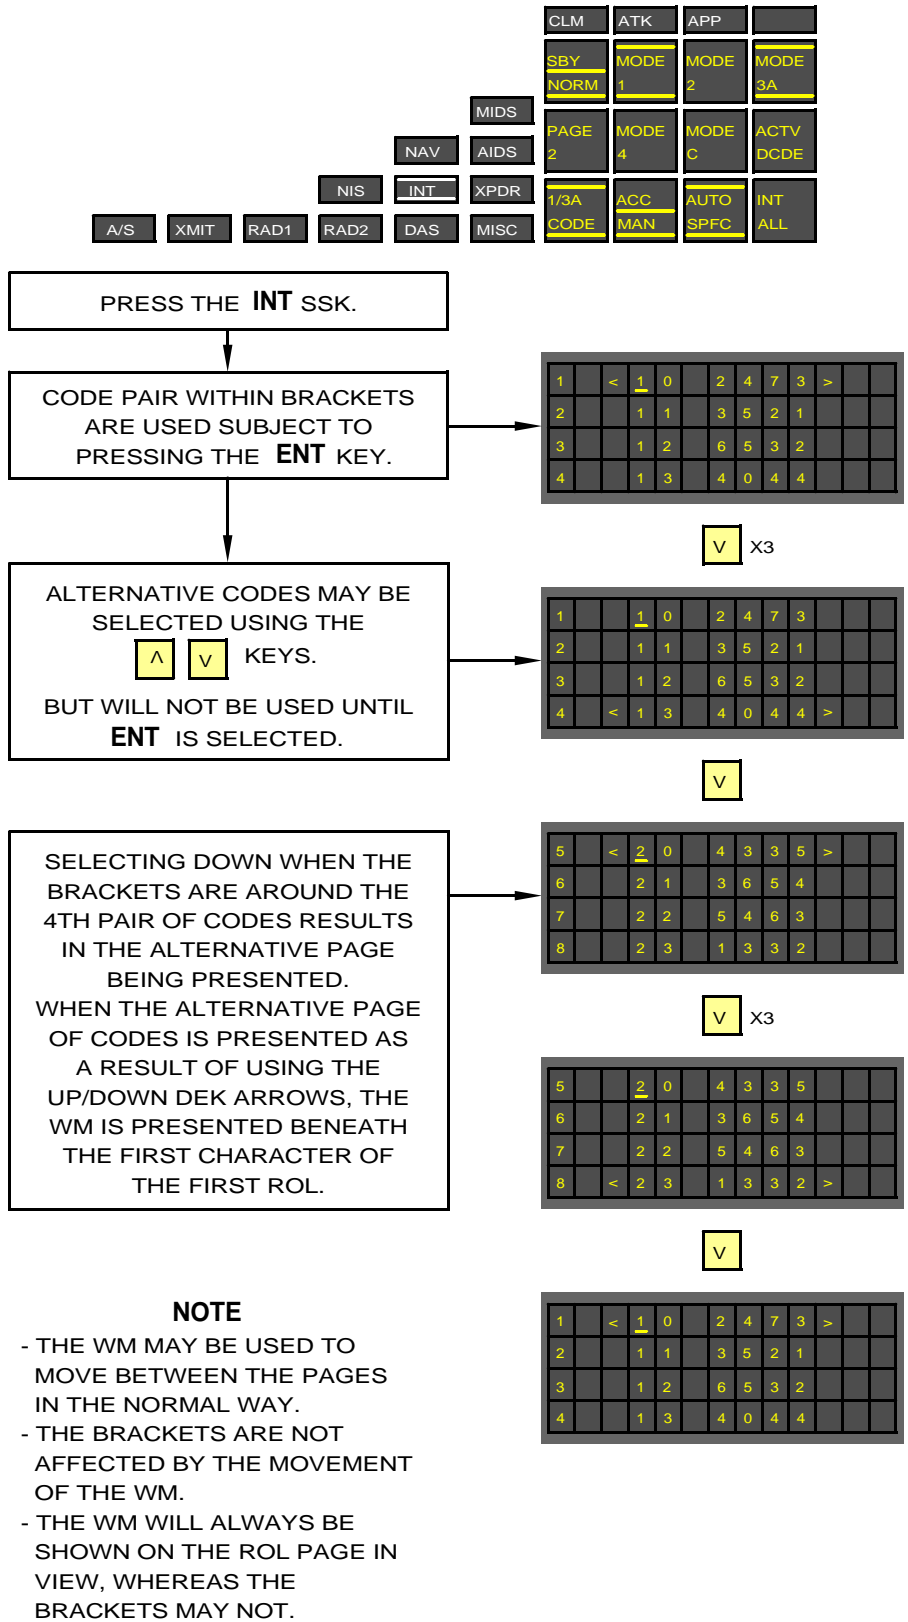 CLM ATK APP
SBY NORM MODE 1 MODE 2 MODE 3A
MIDS
PAGE 2 MODE 4 MODE C ACTV DCDE
NAV AIDS
NIS INT XPDR
1/3A CODE ACC MAN AUTO SPFC INT ALL
A/S XMIT RAD1 RAD2 DAS MISC
PRESS THE INT SSK.
CODE PAIR WITHIN BRACKETS
ARE USED SUBJECT TO
PRESSING THE ENT KEY.
1 < 1 0 2 4 7 3 >
2 1 1 3 5 2 1
3 1 2 6 5 3 2
4 1 3 4 0 4 4
V X3
ALTERNATIVE CODES MAY BE
SELECTED USING THE
Λ V KEYS.
BUT WILL NOT BE USED UNTIL
ENT IS SELECTED.
1 1 0 2 4 7 3
2 1 1 3 5 2 1
3 1 2 6 5 3 2
4 < 1 3 4 0 4 4 >
V
SELECTING DOWN WHEN THE
BRACKETS ARE AROUND THE
4TH PAIR OF CODES RESULTS
IN THE ALTERNATIVE PAGE
BEING PRESENTED.
WHEN THE ALTERNATIVE PAGE
OF CODES IS PRESENTED AS
A RESULT OF USING THE
UP/DOWN DEK ARROWS, THE
WM IS PRESENTED BENEATH
THE FIRST CHARACTER OF
THE FIRST ROL.
5 < 2 0 4 3 3 5 >
6 2 1 3 6 5 4
7 2 2 5 4 6 3
8 2 3 1 3 3 2
V X3
5 2 0 4 3 3 5
6 2 1 3 6 5 4
7 2 2 5 4 6 3
8 < 2 3 1 3 3 2 >
V
1 < 1 0 2 4 7 3 >
2 1 1 3 5 2 1
3 1 2 6 5 3 2
4 1 3 4 0 4 4
NOTE
- THE WM MAY BE USED TO
MOVE BETWEEN THE PAGES
IN THE NORMAL WAY.
- THE BRACKETS ARE NOT
AFFECTED BY THE MOVEMENT
OF THE WM.
- THE WM WILL ALWAYS BE
SHOWN ON THE ROL PAGE IN
VIEW, WHEREAS THE
BRACKETS MAY NOT.